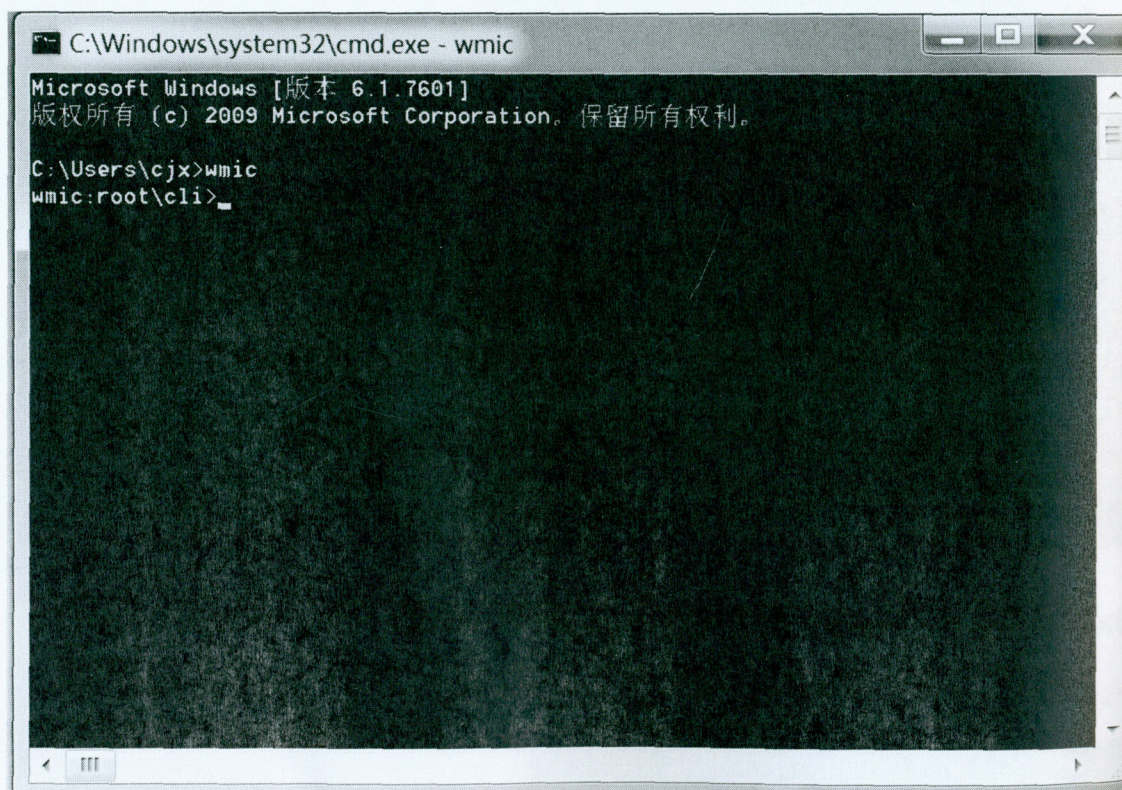 C:\Windows\system32\cmd.exe - wmic
Microsoft Windows [版本 6.1.7601]
版权所有 (c) 2009 Microsoft Corporation。保留所有权利。
C:\Users\cjx>wmic
wmic:root\cli>